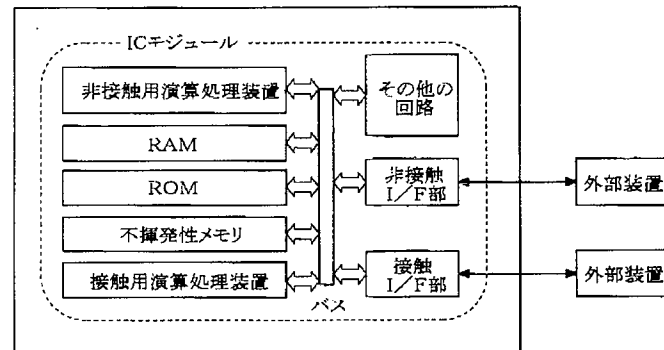 ICモジュール
非接触用演算処理装置
RAM
ROM
不揮発性メモリ
接触用演算処理装置
バス
その他の
回路
非接触
I/F部
接触
I/F部
外部装置
外部装置